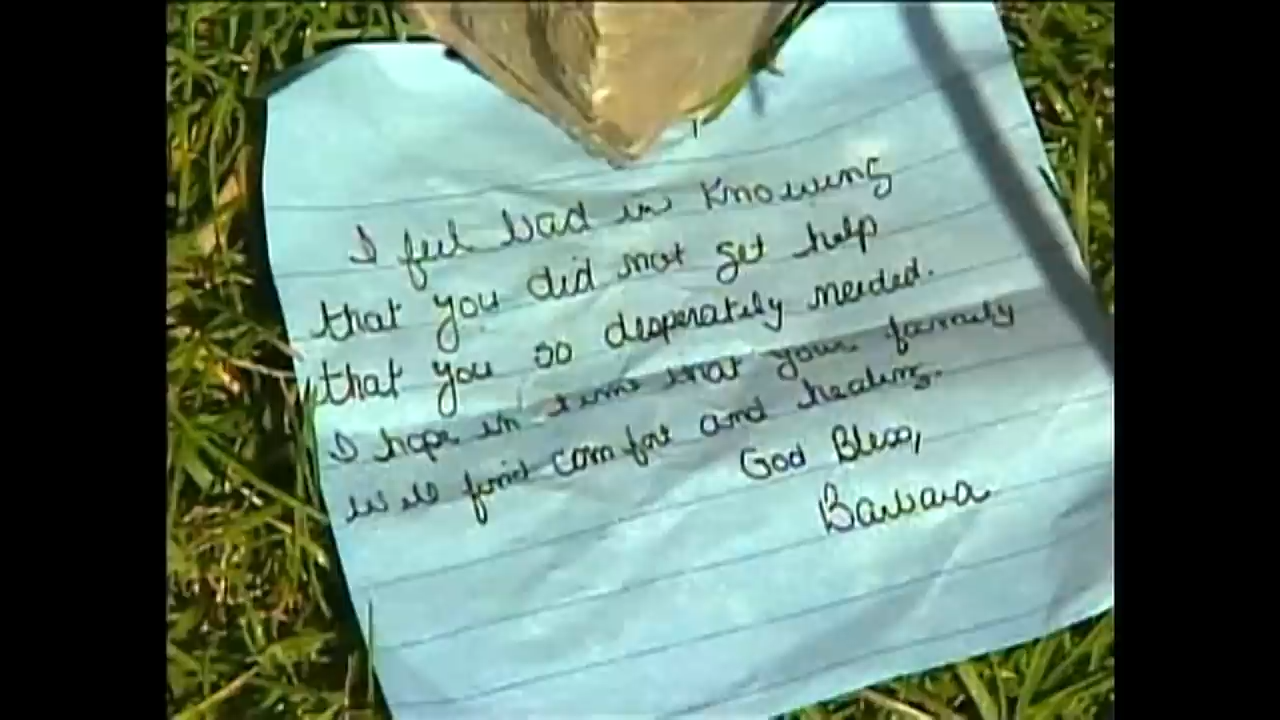 I feel bad in Knowing
that you did not get help
that you so desperately needed.
I hope in time that your family
will find comfort and healing.
God Bless,
Barbara